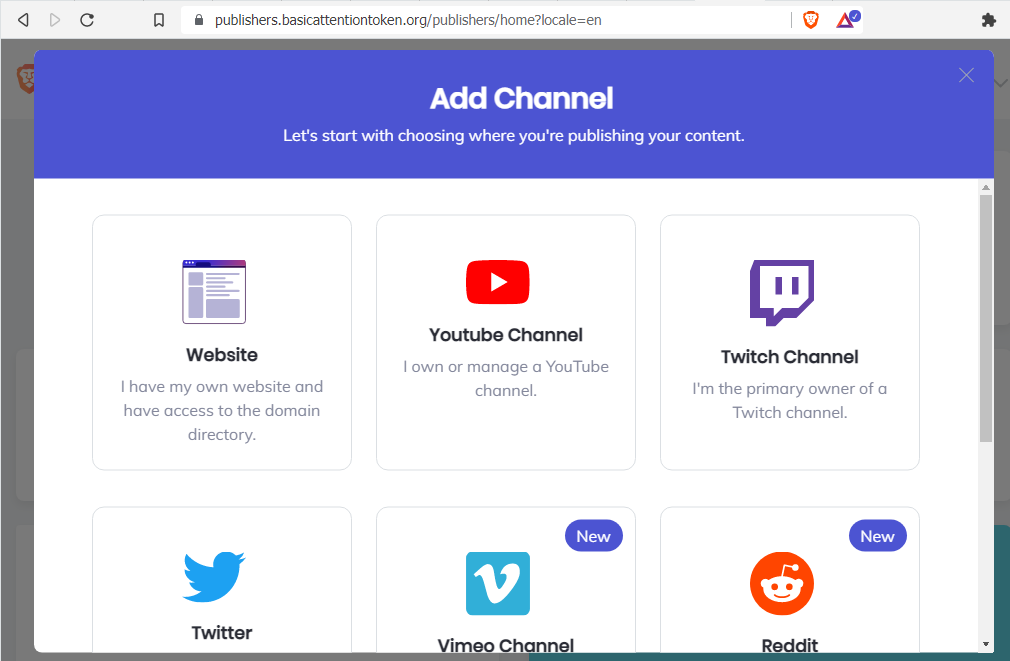 publishers.basicattentiontoken.org/publishers/home?locale=en
Add Channel
Let's start with choosing where you're publishing your content.
Website
I have my own website and
have access to the domain
directory.
Youtube Channel
I own or manage a YouTube
channel.
Twitch Channel
I'm the primary owner of a
Twitch channel.
Twitter
New
Vimeo Channel
New
Reddit